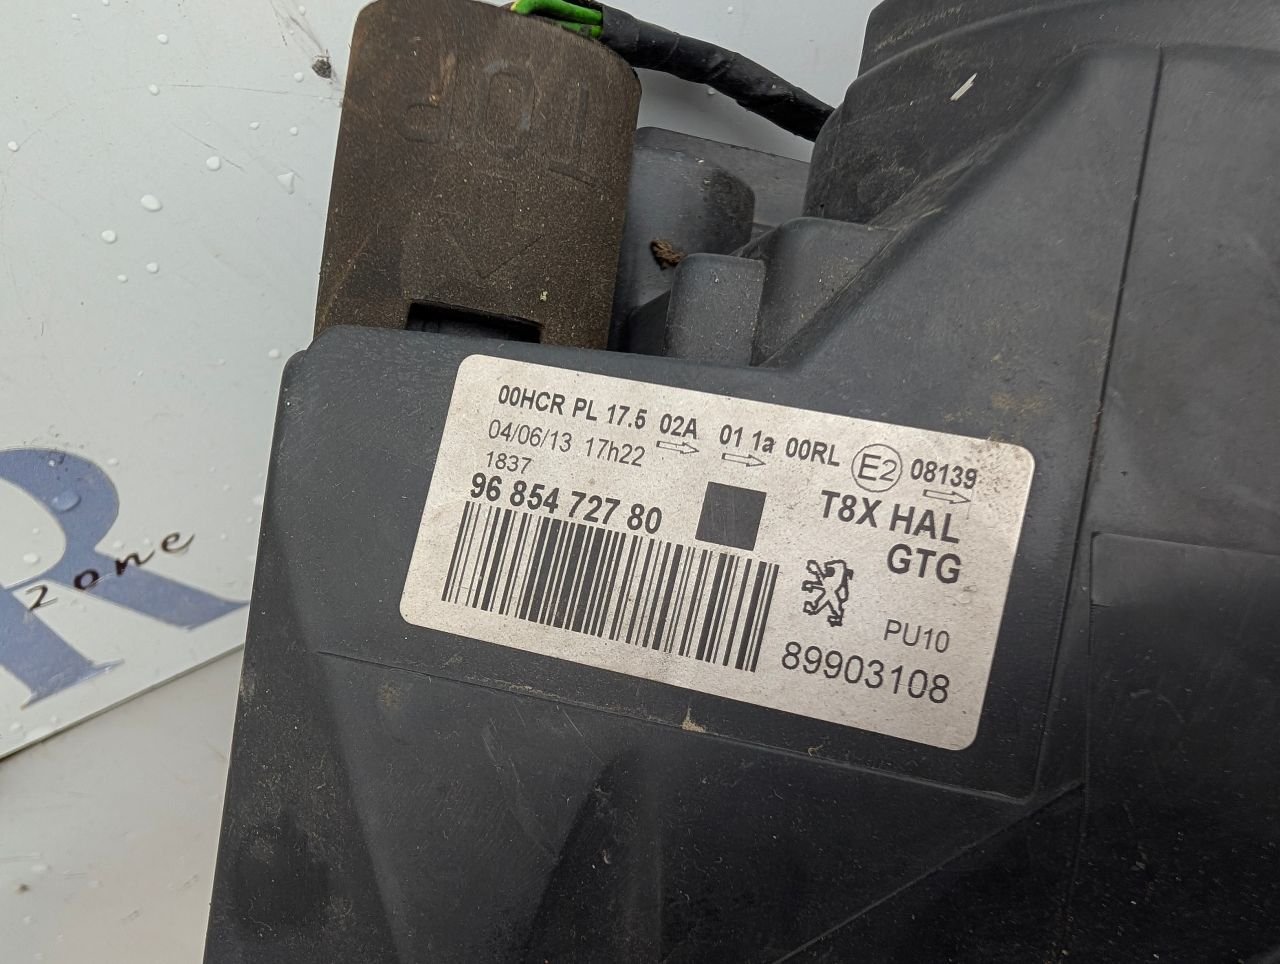 TOP
00HCR PL 17.5 02A 01 1a 00RL E2 08139
04/06/13 17h22
1837
96 854 727 80
T8X HAL
GTG
PU10
89903108
R
zone